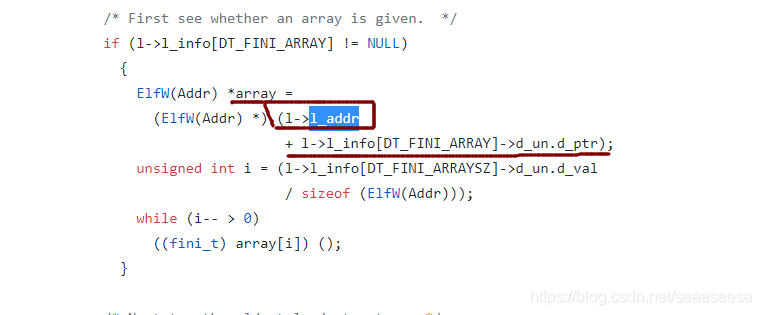 /* First see whether an array is given.  */
if (l->l_info[DT_FINI_ARRAY] != NULL)
{
ElfW(Addr) *array =
(ElfW(Addr) *) (l->l_addr
+ l->l_info[DT_FINI_ARRAY]->d_un.d_ptr);
unsigned int i = (l->l_info[DT_FINI_ARRAYSZ]->d_un.d_val
/ sizeof (ElfW(Addr)));
while (i-- > 0)
((fini_t) array[i]) ();
}
https://blog.csdn.net/seaaseesa